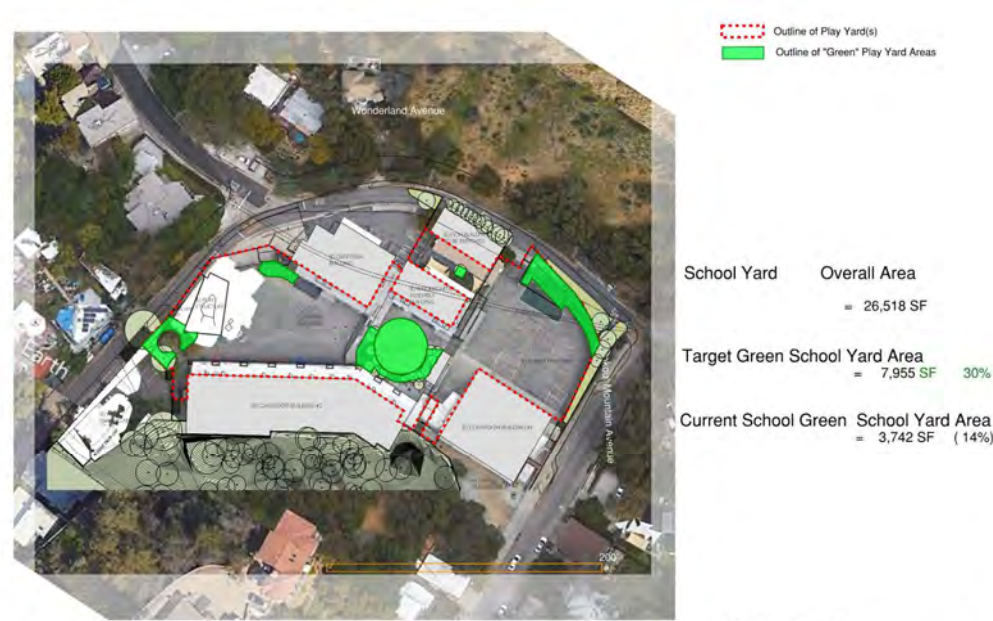 Outline of Play Yard(s)
Outline of "Green" Play Yard Areas
Wonderland Avenue
School Yard Overall Area
= 26,518 SF
Target Green School Yard Area
= 7,955 SF 30%
Current School Green School Yard Area
= 3,742 SF ( 14%)
Earth
Mountain Avenue
200